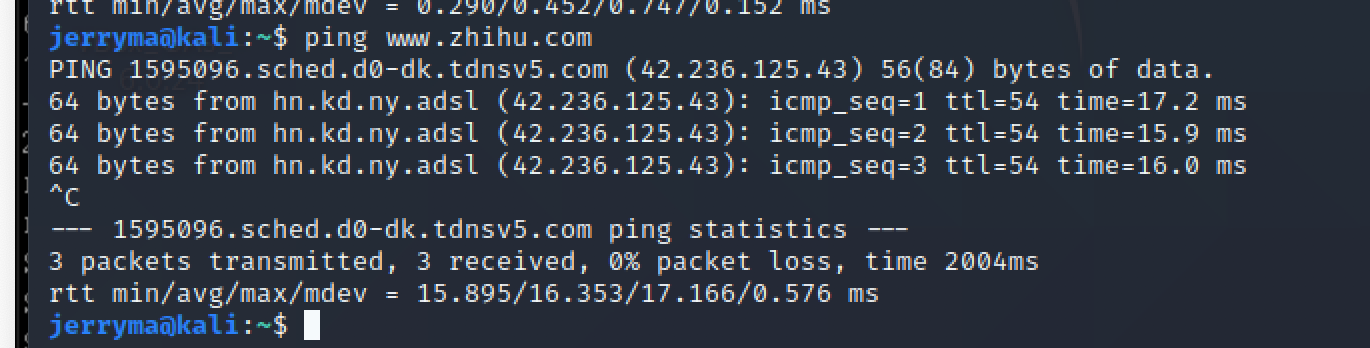 rtt min/avg/max/mdev = 0.290/0.452/0.747/0.152 ms
jerryma@kali:~$ ping www.zhihu.com
PING 1595096.sched.d0-dk.tdnsv5.com (42.236.125.43) 56(84) bytes of data.
64 bytes from hn.kd.ny.adsl (42.236.125.43): icmp_seq=1 ttl=54 time=17.2 ms
64 bytes from hn.kd.ny.adsl (42.236.125.43): icmp_seq=2 ttl=54 time=15.9 ms
64 bytes from hn.kd.ny.adsl (42.236.125.43): icmp_seq=3 ttl=54 time=16.0 ms
^C
--- 1595096.sched.d0-dk.tdnsv5.com ping statistics ---
3 packets transmitted, 3 received, 0% packet loss, time 2004ms
rtt min/avg/max/mdev = 15.895/16.353/17.166/0.576 ms
jerryma@kali:~$